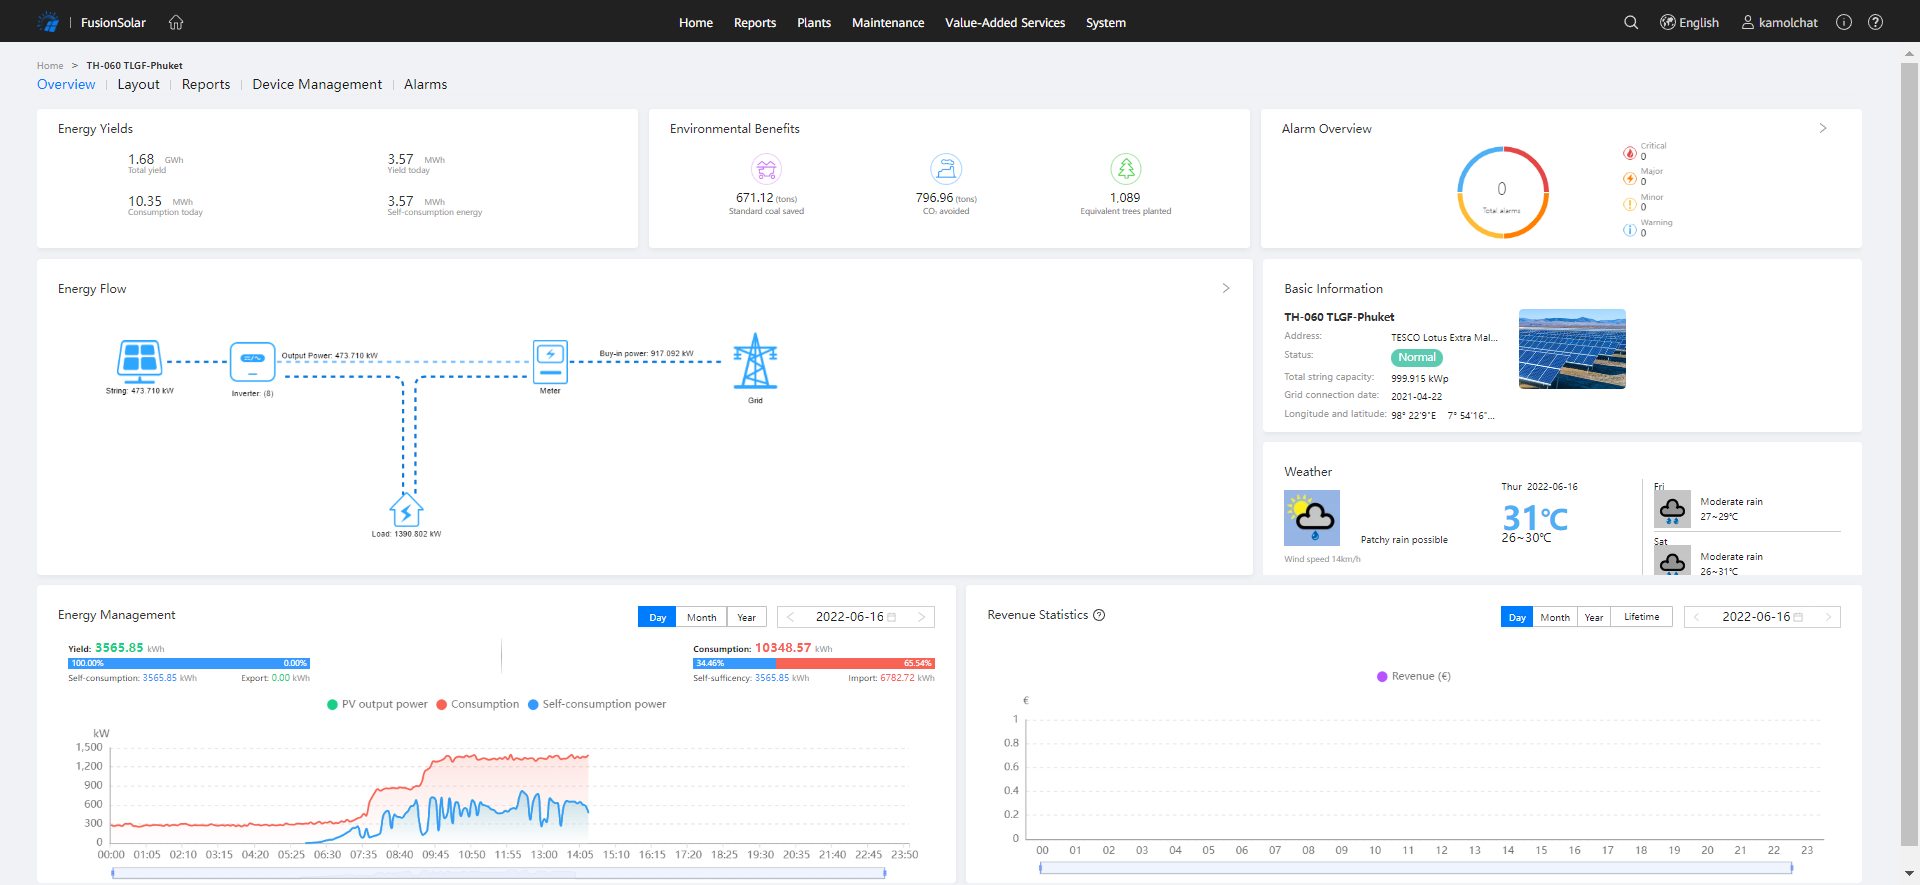 FusionSolar
Home Reports Plants Maintenance Value-Added Services System
English kamolchat
Home > TH-060 TLGF-Phuket
Overview Layout Reports Device Management Alarms
Energy Yields
1.68 GWh
Total yield
3.57 MWh
Yield today
10.35 MWh
Consumption today
3.57 MWh
Self-consumption energy
Environmental Benefits
671.12 (tons)
Standard coal saved
796.96 (tons)
CO₂ avoided
1,089
Equivalent trees planted
Alarm Overview
0
Total alarms
Critical
0
Major
0
Minor
0
Warning
0
Energy Flow
String: 473.710 kW
Inverter: (8)
Output Power: 473.710 kW
Meter
Buy-in power: 917.092 kW
Grid
Load: 1390.802 kW
Basic Information
TH-060 TLGF-Phuket
Address: TESCO Lotus Extra Mal...
Status: Normal
Total string capacity: 999.915 kWp
Grid connection date: 2021-04-22
Longitude and latitude: 98° 22'9"E 7° 54'16"...
Weather
Patchy rain possible
Wind speed 14km/h
Thur 2022-06-16
31℃
26~30℃
Fri
Moderate rain
27~29℃
Sat
Moderate rain
26~31℃
Energy Management
Day Month Year
2022-06-16
Yield: 3565.85 kWh
100.00% 0.00%
Self-consumption: 3565.85 kWh Export: 0.00 kWh
Consumption: 10348.57 kWh
34.46% 65.54%
Self-sufficency: 3565.85 kWh Import: 6782.72 kWh
PV output power Consumption Self-consumption power
kW
1,500
1,200
900
600
300
0
00:00 01:05 02:10 03:15 04:20 05:25 06:30 07:35 08:40 09:45 10:50 11:55 13:00 14:05 15:10 16:15 17:20 18:25 19:30 20:35 21:40 22:45 23:50
Revenue Statistics
Day Month Year Lifetime
2022-06-16
Revenue (€)
€
1
0.8
0.6
0.4
0.2
0
00 01 02 03 04 05 06 07 08 09 10 11 12 13 14 15 16 17 18 19 20 21 22 23